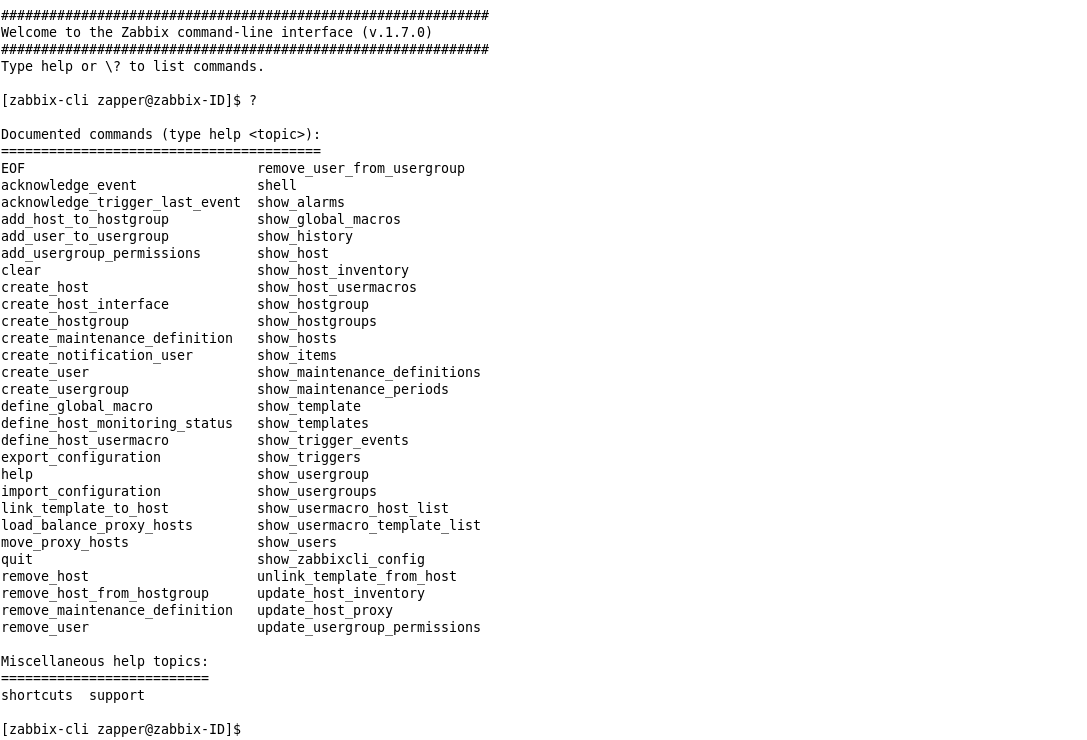 #############################################################
Welcome to the Zabbix command-line interface (v.1.7.0)
#############################################################
Type help or \? to list commands.

[zabbix-cli zapper@zabbix-ID]$ ?

Documented commands (type help <topic>):
========================================
EOF                             remove_user_from_usergroup
acknowledge_event               shell
acknowledge_trigger_last_event  show_alarms
add_host_to_hostgroup           show_global_macros
add_user_to_usergroup           show_history
add_usergroup_permissions       show_host
clear                           show_host_inventory
create_host                     show_host_usermacros
create_host_interface           show_hostgroup
create_hostgroup                show_hostgroups
create_maintenance_definition   show_hosts
create_notification_user        show_items
create_user                     show_maintenance_definitions
create_usergroup                show_maintenance_periods
define_global_macro             show_template
define_host_monitoring_status   show_templates
define_host_usermacro           show_trigger_events
export_configuration            show_triggers
help                            show_usergroup
import_configuration            show_usergroups
link_template_to_host           show_usermacro_host_list
load_balance_proxy_hosts        show_usermacro_template_list
move_proxy_hosts                show_users
quit                            show_zabbixcli_config
remove_host                     unlink_template_from_host
remove_host_from_hostgroup      update_host_inventory
remove_maintenance_definition   update_host_proxy
remove_user                     update_usergroup_permissions

Miscellaneous help topics:
==========================
shortcuts  support

[zabbix-cli zapper@zabbix-ID]$